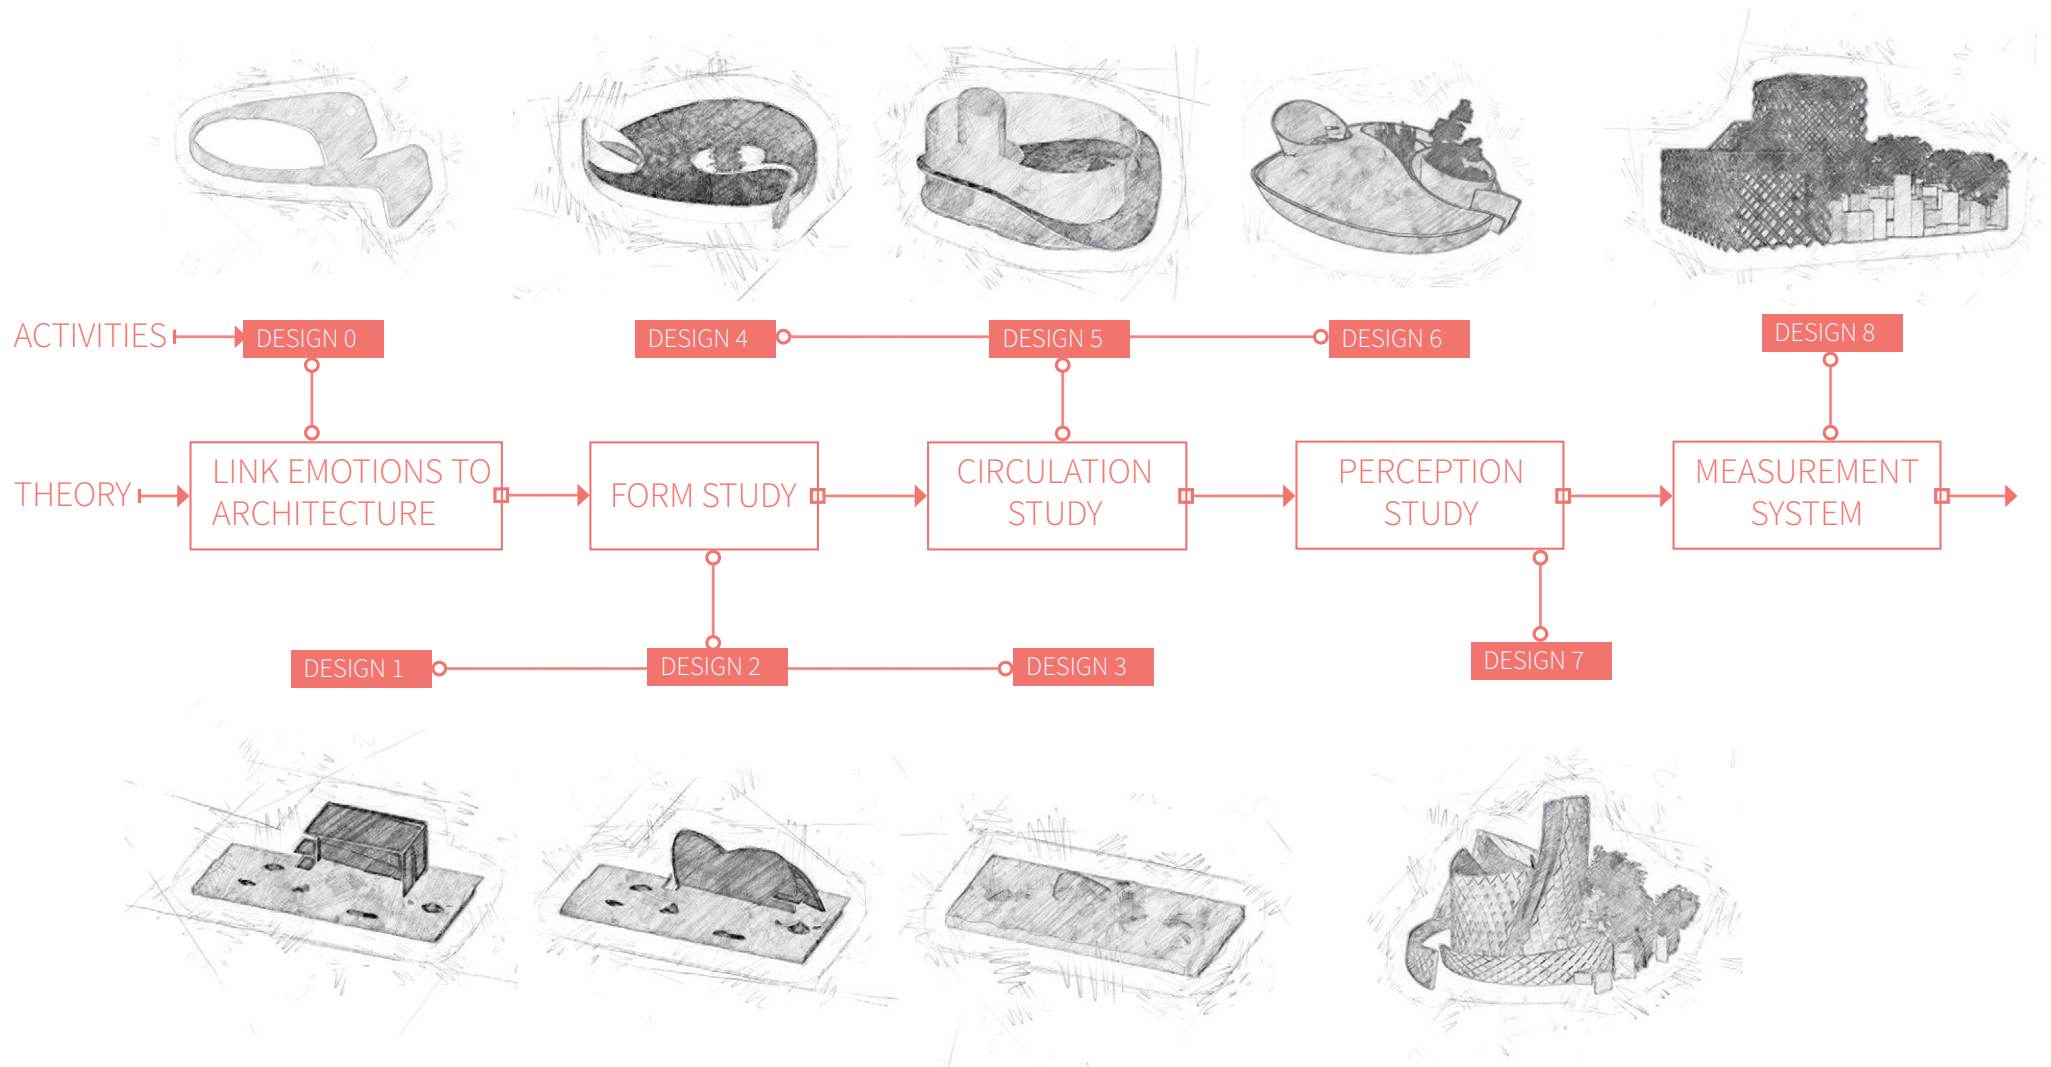 ACTIVITIES
DESIGN 0
DESIGN 4
DESIGN 5
DESIGN 6
DESIGN 8
THEORY
LINK EMOTIONS TO
ARCHITECTURE
FORM STUDY
CIRCULATION
STUDY
PERCEPTION
STUDY
MEASUREMENT
SYSTEM
DESIGN 1
DESIGN 2
DESIGN 3
DESIGN 7